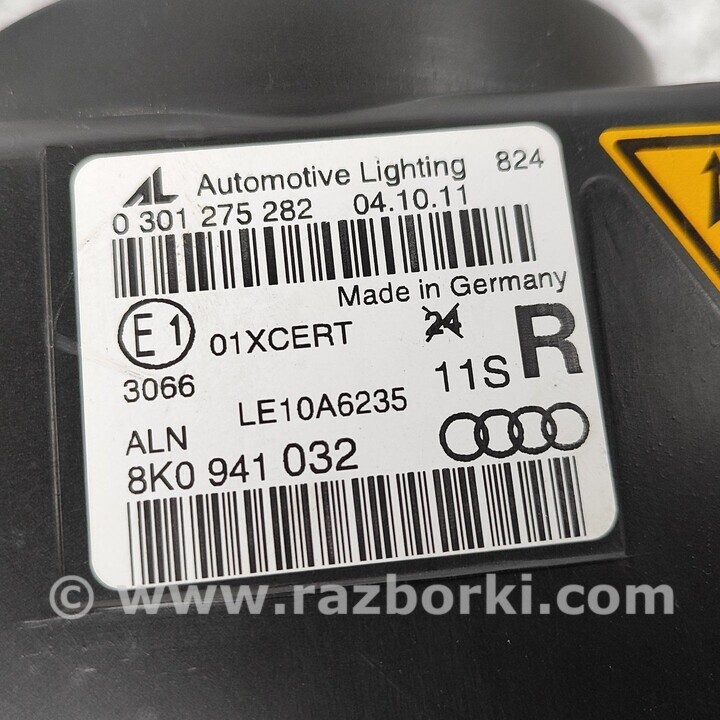 AL Automotive Lighting 824
0 301 275 282 04.10.11
Made in Germany
E1 01XCERT 24 R
3066 11S
LE10A6235
ALN
8K0 941 032
© www.razborki.com